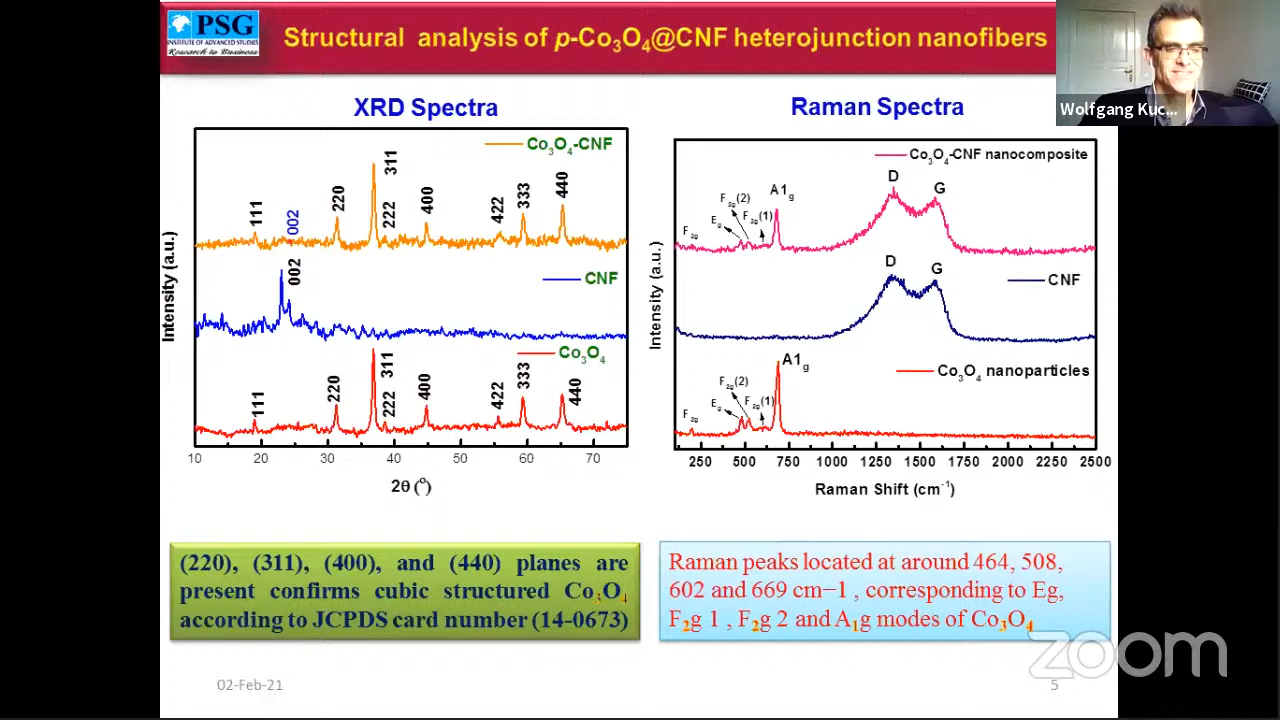 PSG
INSTITUTE OF ADVANCED STUDIES
Research to Business
Structural analysis of p-Co3O4@CNF heterojunction nanofibers
Wolfgang Kuc...
XRD Spectra
Co3O4-CNF
111
002
220
311
222
400
422
333
440
CNF
002
Co3O4
111
220
311
222
400
422
333
440
Intensity (a.u.)
10 20 30 40 50 60 70
2θ (°)
Raman Spectra
Co3O4-CNF nanocomposite
F2g
Eg
F2g(2)
F2g(1)
A1g
D
G
CNF
D
G
Co3O4 nanoparticles
F2g
Eg
F2g(2)
F2g(1)
A1g
Intensity (a.u.)
250 500 750 1000 1250 1500 1750 2000 2250 2500
Raman Shift (cm-1)
(220), (311), (400), and (440) planes are
present confirms cubic structured Co3O4
according to JCPDS card number (14-0673)
Raman peaks located at around 464, 508,
602 and 669 cm−1 , corresponding to Eg,
F2g 1 , F2g 2 and A1g modes of Co3O4
zoom
02-Feb-21
5